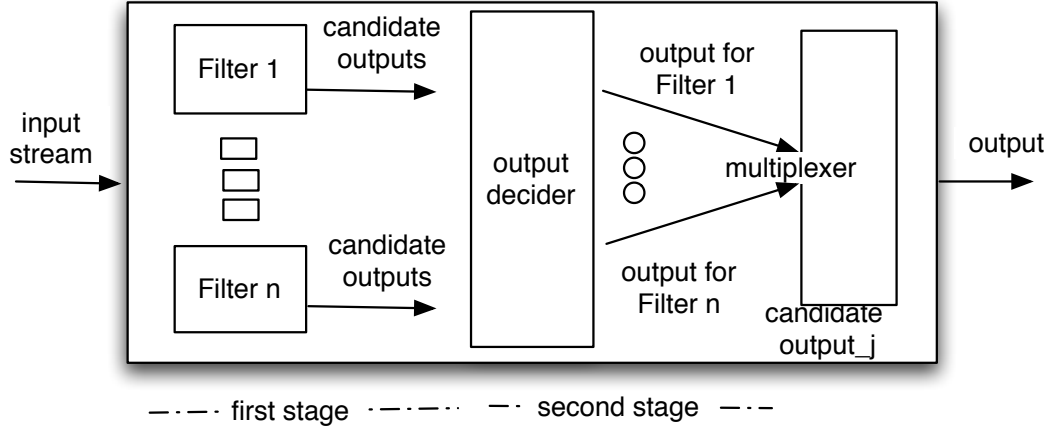 input
stream
Filter 1
candidate
outputs
Filter n
candidate
outputs
output
decider
output for
Filter 1
multiplexer
output for
Filter n
candidate
output_j
output
first stage
second stage